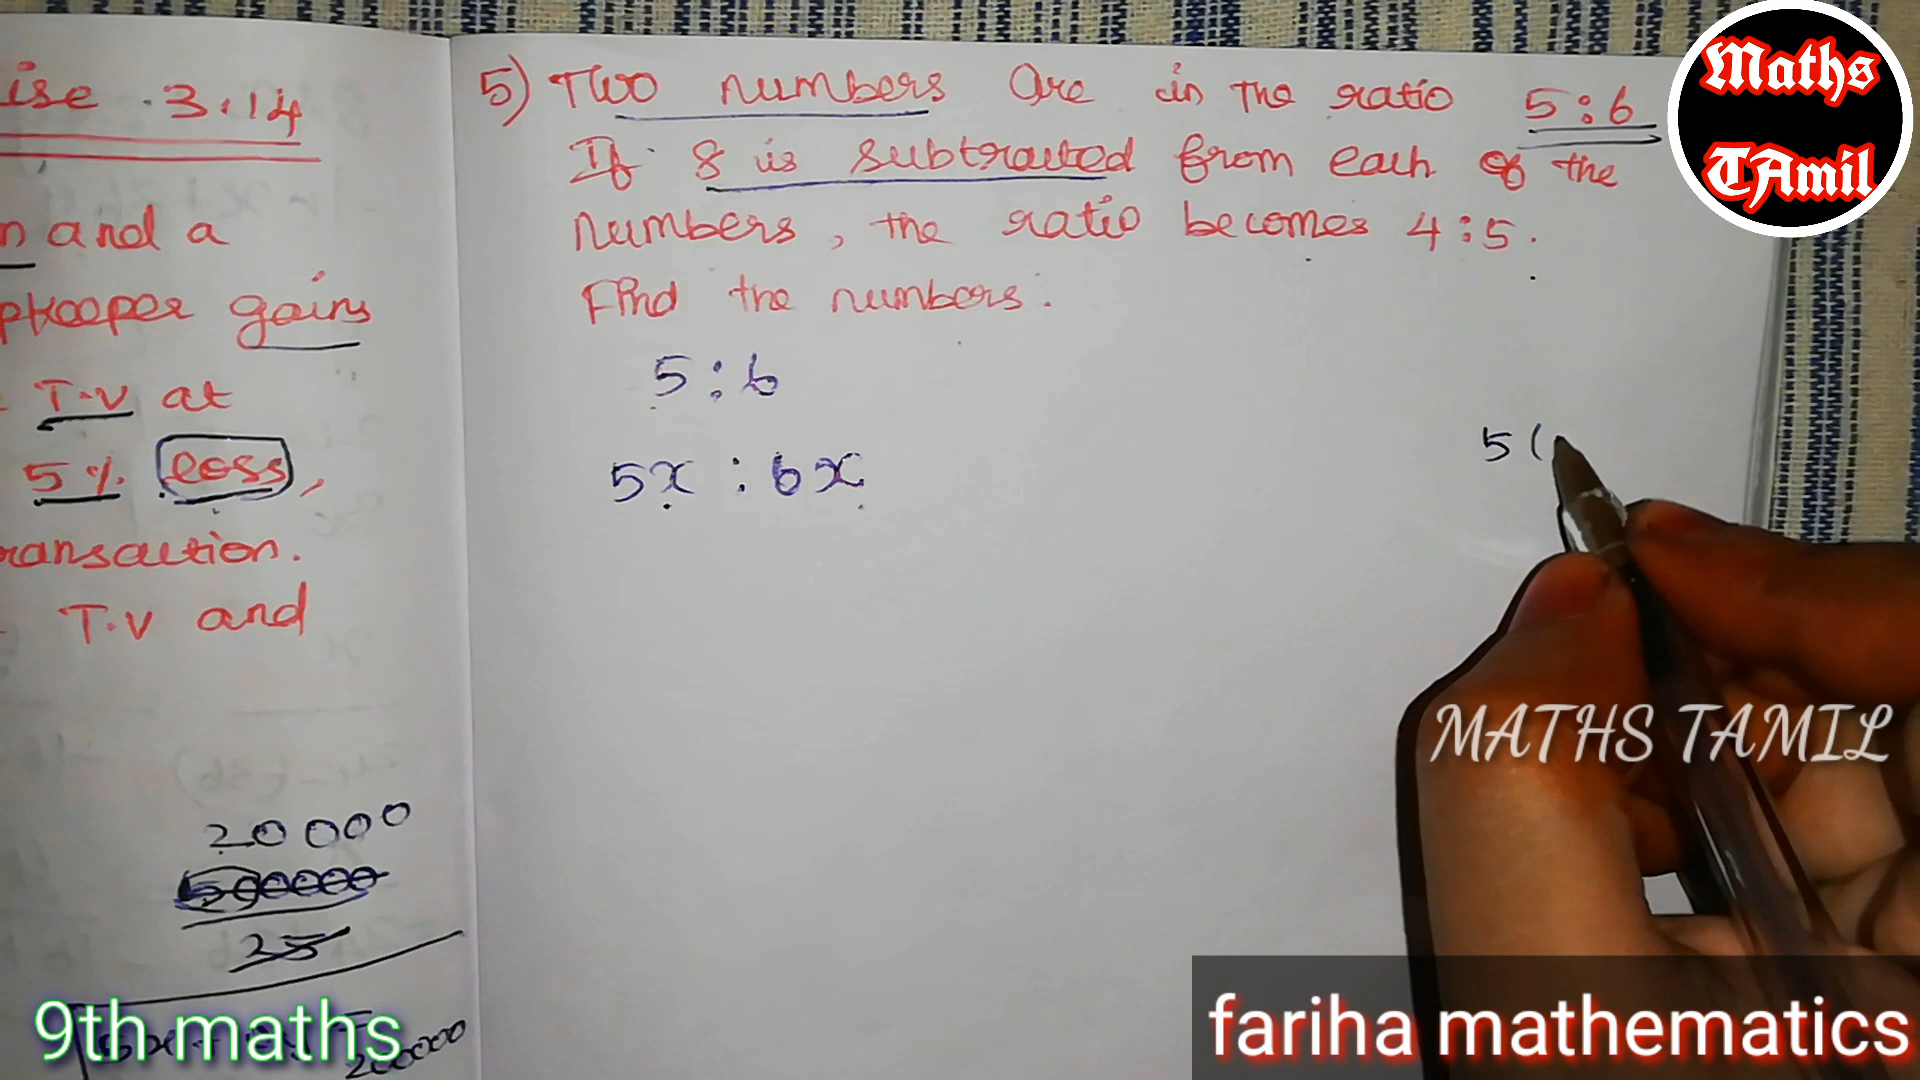 ise 3.14
n and a
pkeeper gains
T.V at
5% loss,
ransaction.
T.V and
20000
25
200000
5) Two numbers are in the ratio 5:6
If 8 is subtracted from each of the
numbers, the ratio becomes 4:5.
Find the numbers.
5:6
5x : 6x
5(
Maths
TAmil
MATHS TAMIL
9th maths
fariha mathematics